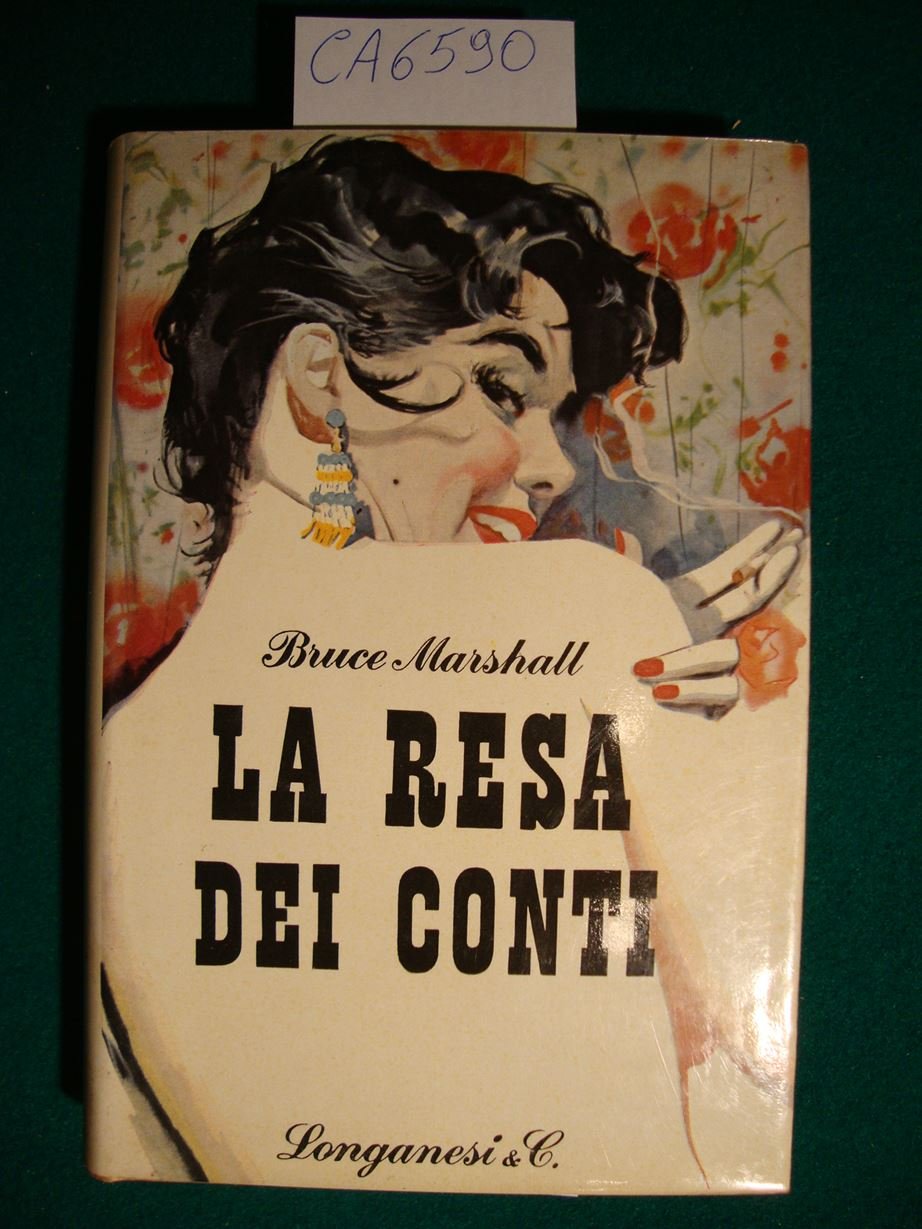 CA6590
Bruce Marshall
LA RESA
DEI CONTI
Longanesi & C.